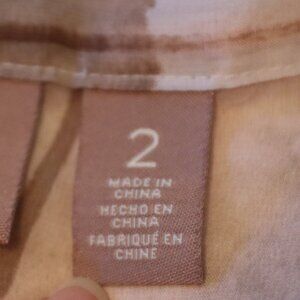 2
MADE IN
CHINA
HECHO EN
CHINA
FABRIQUÉ EN
CHINE